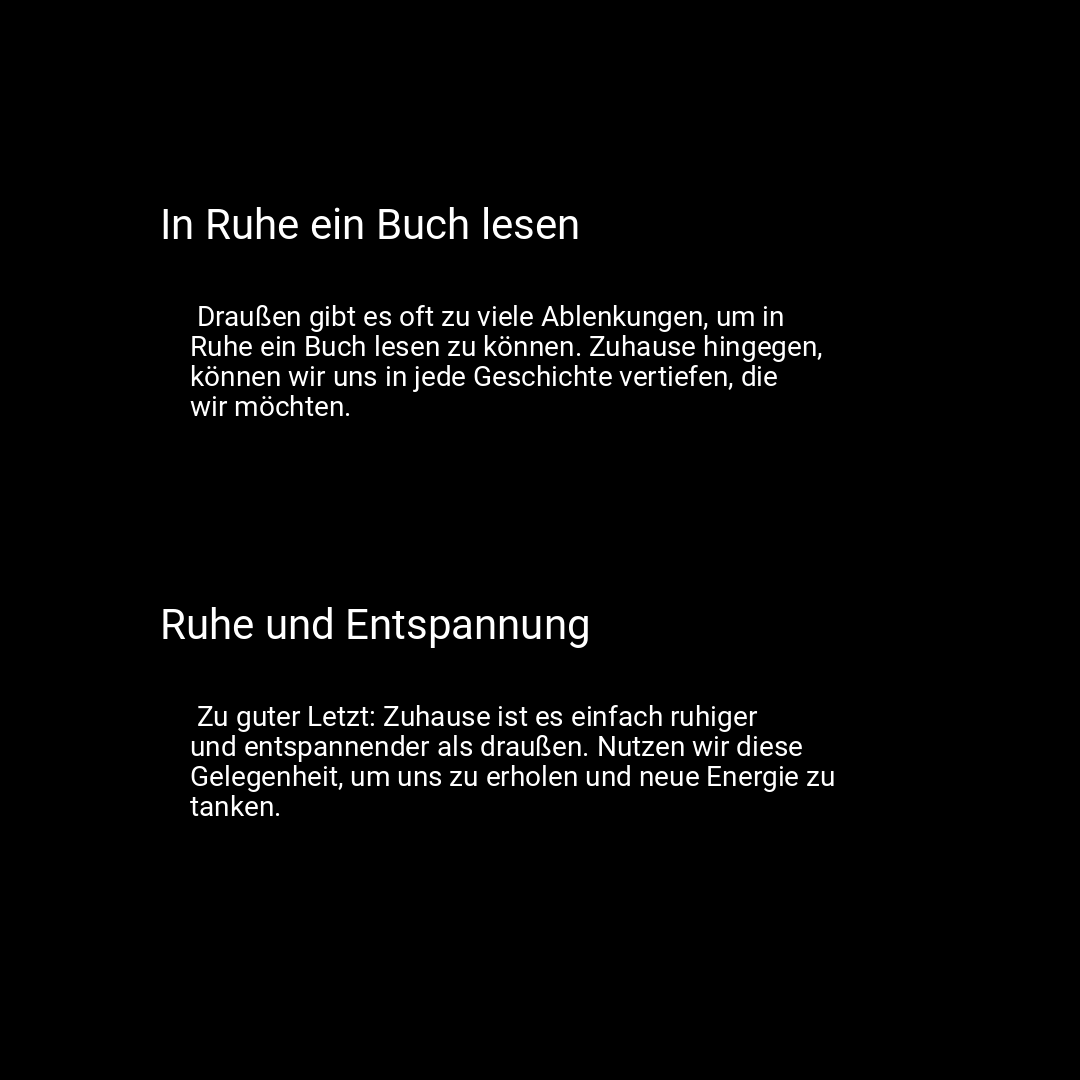 In Ruhe ein Buch lesen
Draußen gibt es oft zu viele Ablenkungen, um in
Ruhe ein Buch lesen zu können. Zuhause hingegen,
können wir uns in jede Geschichte vertiefen, die
wir möchten.
Ruhe und Entspannung
Zu guter Letzt: Zuhause ist es einfach ruhiger
und entspannender als draußen. Nutzen wir diese
Gelegenheit, um uns zu erholen und neue Energie zu
tanken.